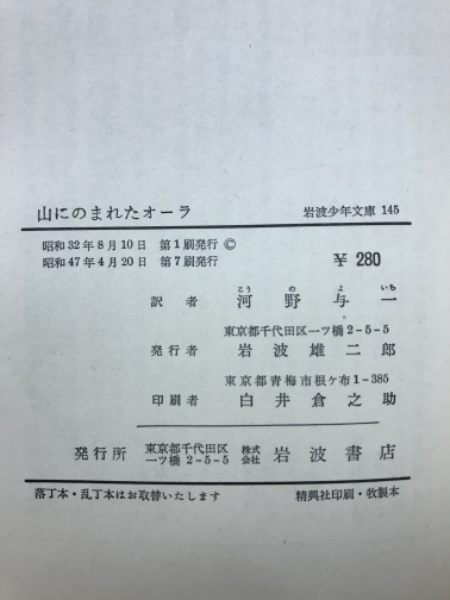 山にのまれたオーラ 岩波少年文庫 145
昭和32年8月10日 第1刷発行 ©
昭和47年4月20日 第7刷発行
¥ 280
こう の よ いち
訳者 河野与一
東京都千代田区一ツ橋2-5-5
発行者 岩波雄二郎
東京都青梅市根ケ布1-385
印刷者 白井倉之助
発行所 東京都千代田区一ツ橋2-5-5 株式会社 岩波書店
落丁本・乱丁本はお取替いたします 精興社印刷・牧製本